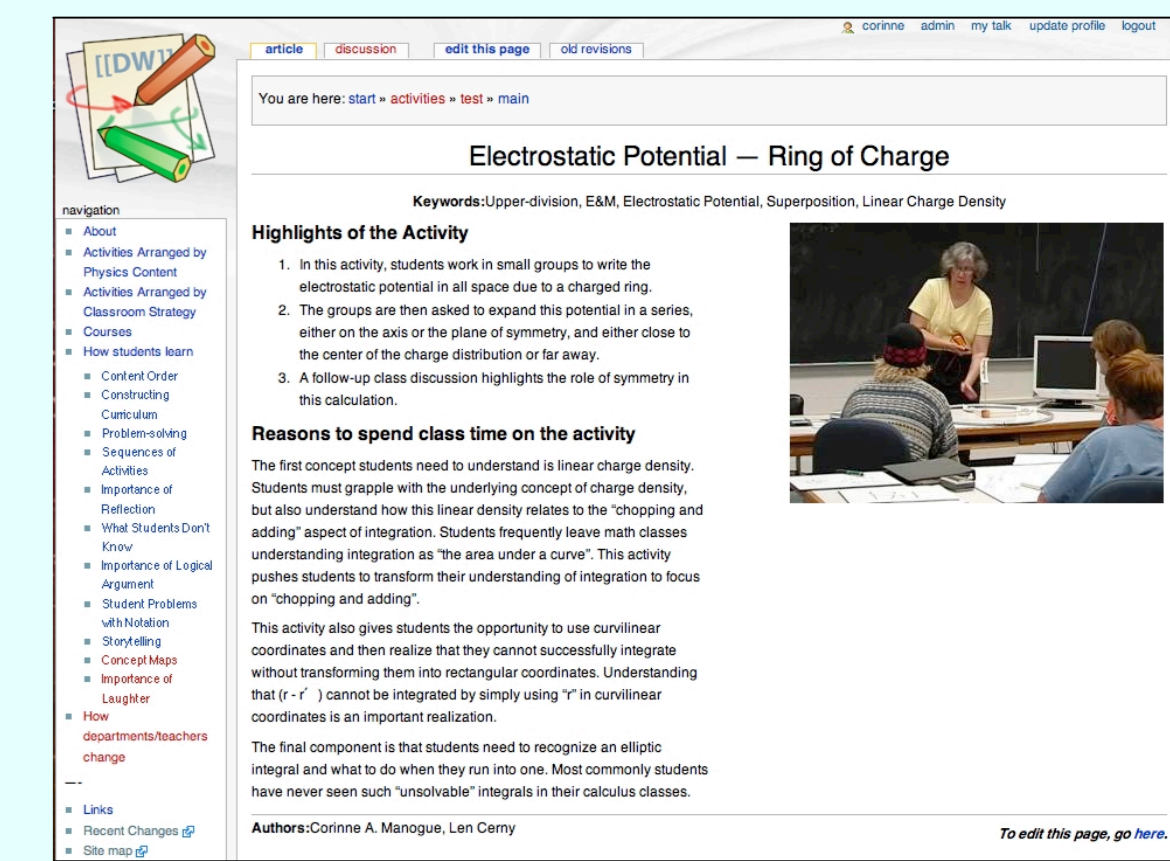 [[DW]]
corinne admin my talk update profile logout
article discussion edit this page old revisions
You are here: start » activities » test » main
Electrostatic Potential — Ring of Charge
Keywords:Upper-division, E&M, Electrostatic Potential, Superposition, Linear Charge Density
navigation
About
Activities Arranged by
Physics Content
Activities Arranged by
Classroom Strategy
Courses
How students learn
Content Order
Constructing
Curriculum
Problem-solving
Sequences of
Activities
Importance of
Reflection
What Students Don't
Know
Importance of Logical
Argument
Student Problems
with Notation
Storytelling
Concept Maps
Importance of
Laughter
How
departments/teachers
change
—-
Links
Recent Changes
Site map
Highlights of the Activity
1. In this activity, students work in small groups to write the
electrostatic potential in all space due to a charged ring.
2. The groups are then asked to expand this potential in a series,
either on the axis or the plane of symmetry, and either close to
the center of the charge distribution or far away.
3. A follow-up class discussion highlights the role of symmetry in
this calculation.
Reasons to spend class time on the activity
The first concept students need to understand is linear charge density.
Students must grapple with the underlying concept of charge density,
but also understand how this linear density relates to the “chopping and
adding” aspect of integration. Students frequently leave math classes
understanding integration as “the area under a curve”. This activity
pushes students to transform their understanding of integration to focus
on “chopping and adding”.
This activity also gives students the opportunity to use curvilinear
coordinates and then realize that they cannot successfully integrate
without transforming them into rectangular coordinates. Understanding
that (r - r′ ) cannot be integrated by simply using “r” in curvilinear
coordinates is an important realization.
The final component is that students need to recognize an elliptic
integral and what to do when they run into one. Most commonly students
have never seen such “unsolvable” integrals in their calculus classes.
Authors:Corinne A. Manogue, Len Cerny
To edit this page, go here.